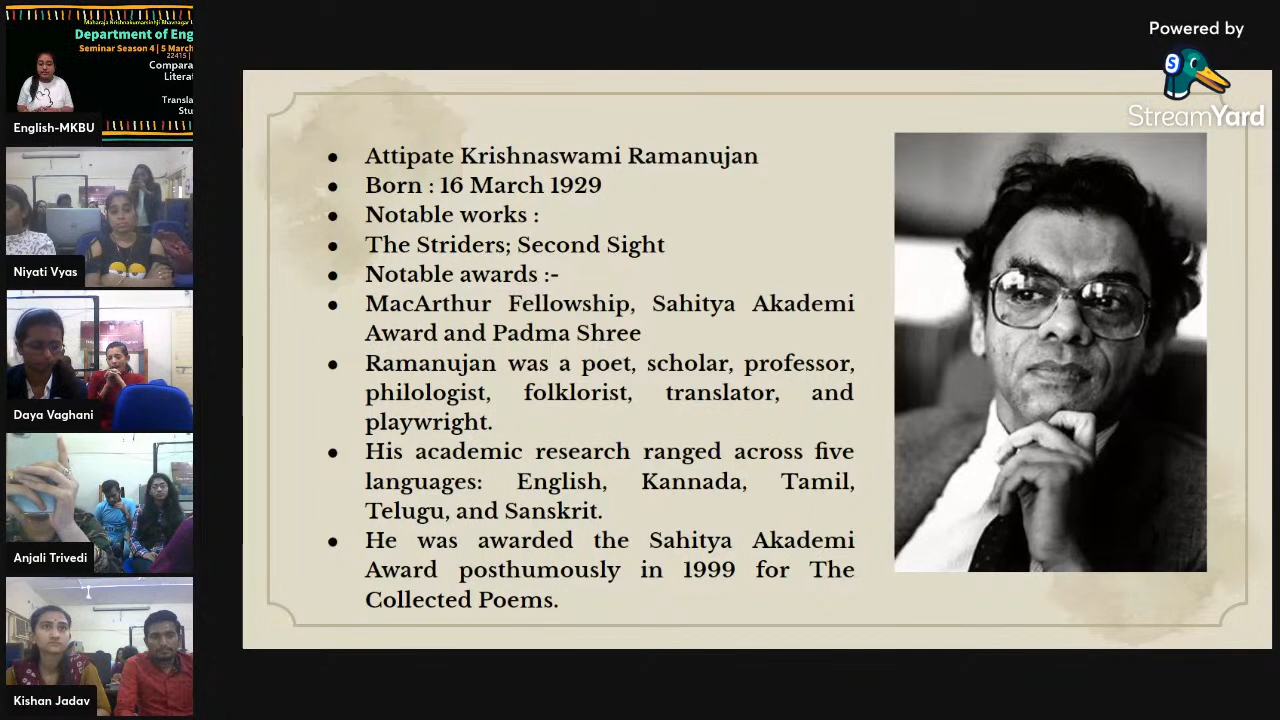 Maharaja Krishnakumarsinhji Bhavnagar
Department of Eng
Seminar Season 4 | 5 March
22415 |
Compara
Literat
Transla
Stu
English-MKBU
Niyati Vyas
Daya Vaghani
Anjali Trivedi
Kishan Jadav
Powered by
S
StreamYard
• Attipate Krishnaswami Ramanujan
• Born : 16 March 1929
• Notable works :
• The Striders; Second Sight
• Notable awards :-
• MacArthur Fellowship, Sahitya Akademi
Award and Padma Shree
• Ramanujan was a poet, scholar, professor,
philologist, folklorist, translator, and
playwright.
• His academic research ranged across five
languages: English, Kannada, Tamil,
Telugu, and Sanskrit.
• He was awarded the Sahitya Akademi
Award posthumously in 1999 for The
Collected Poems.